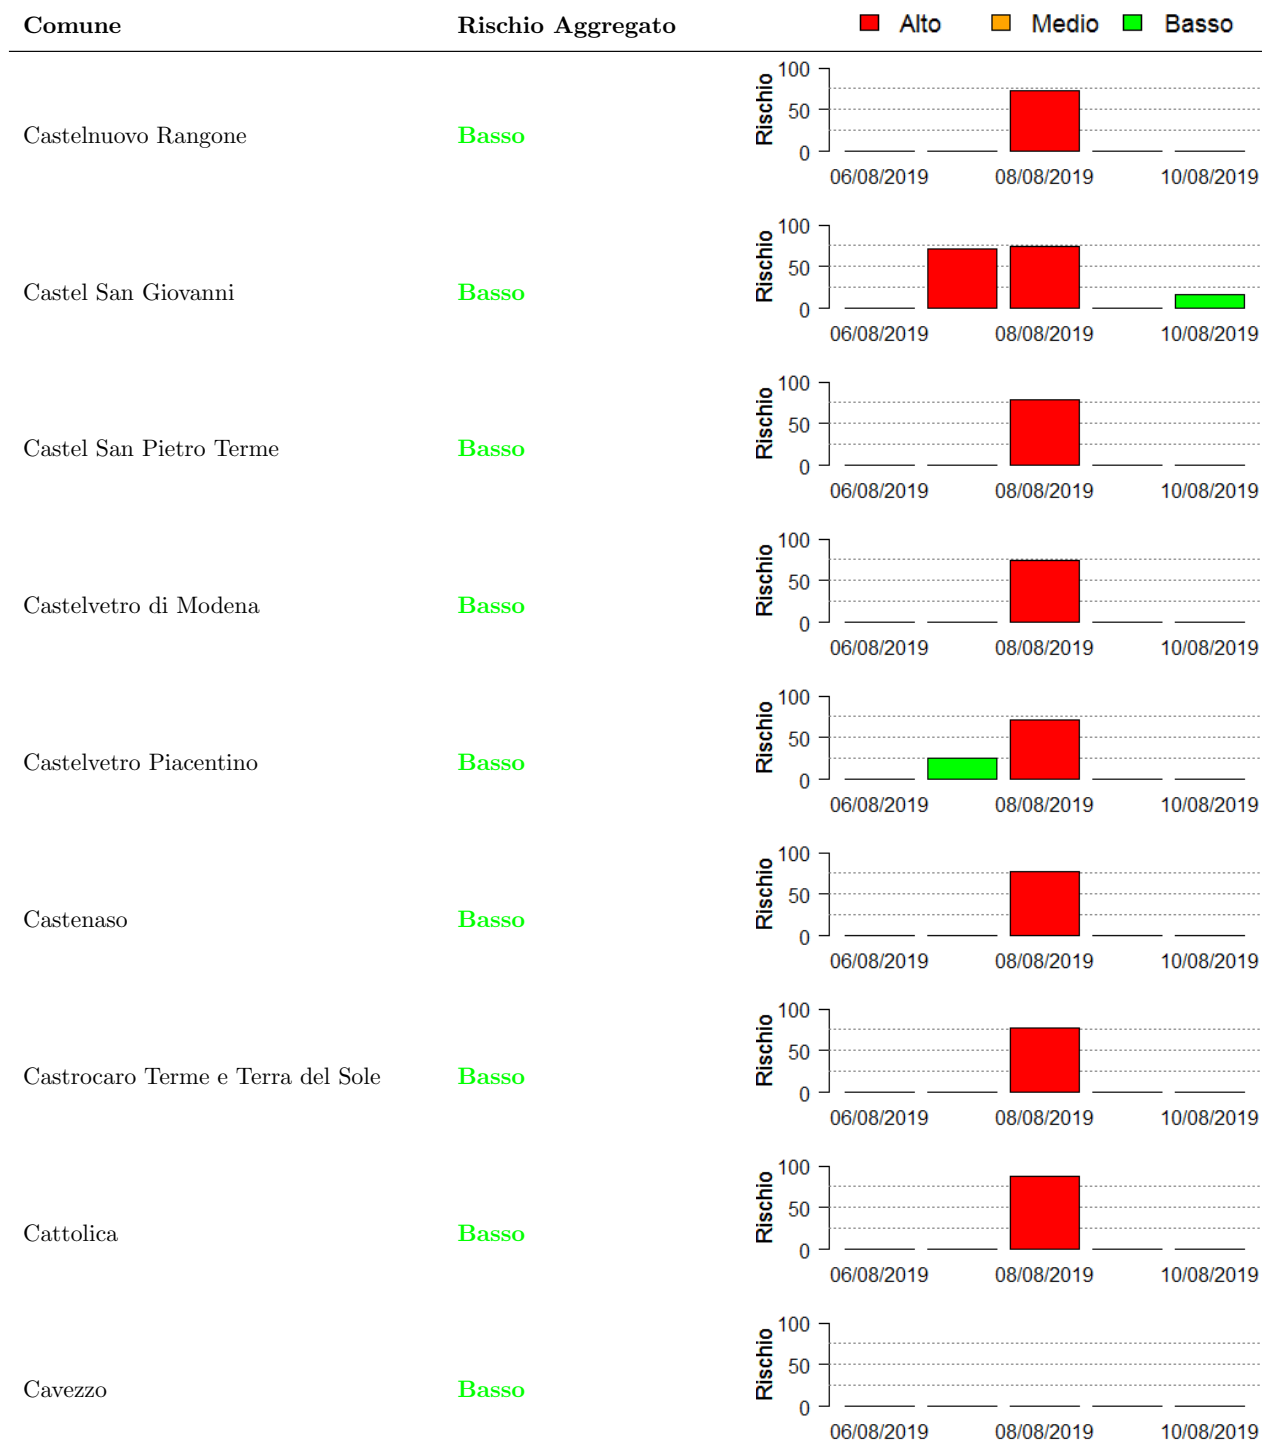 Comune Rischio Aggregato Alto Medio Basso
100
50
0
Rischio
Castelnuovo Rangone Basso
06/08/2019 08/08/2019 10/08/2019
100
50
0
Rischio
Castel San Giovanni Basso
06/08/2019 08/08/2019 10/08/2019
100
50
0
Rischio
Castel San Pietro Terme Basso
06/08/2019 08/08/2019 10/08/2019
100
50
0
Rischio
Castelvetro di Modena Basso
06/08/2019 08/08/2019 10/08/2019
100
50
0
Rischio
Castelvetro Piacentino Basso
06/08/2019 08/08/2019 10/08/2019
100
50
0
Rischio
Castenaso Basso
06/08/2019 08/08/2019 10/08/2019
100
50
0
Rischio
Castrocaro Terme e Terra del Sole Basso
06/08/2019 08/08/2019 10/08/2019
100
50
0
Rischio
Cattolica Basso
06/08/2019 08/08/2019 10/08/2019
100
50
0
Rischio
Cavezzo Basso
06/08/2019 08/08/2019 10/08/2019